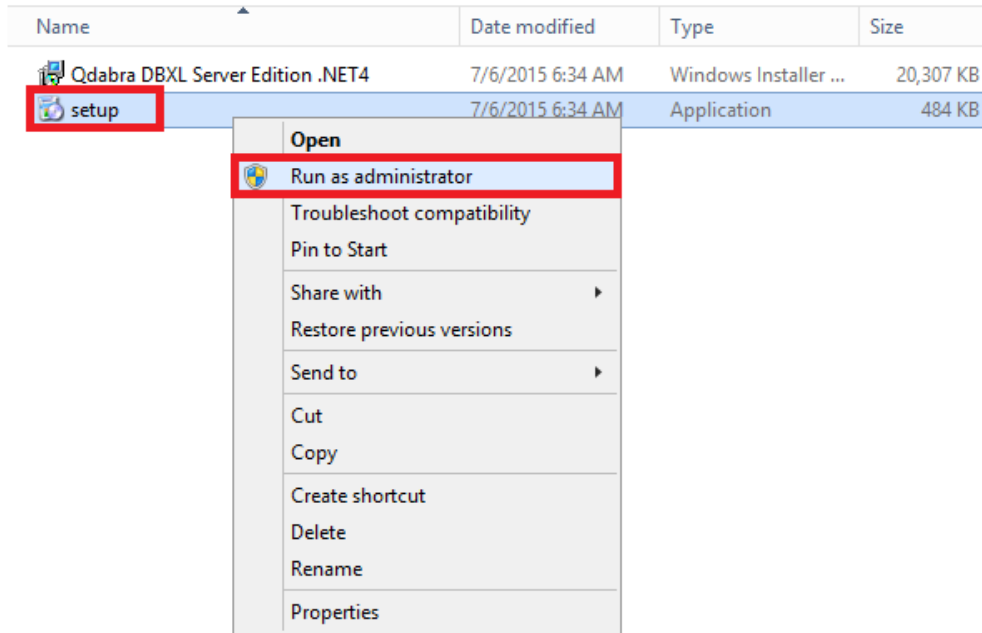 Name Date modified Type Size
Qdabra DBXL Server Edition .NET4 7/6/2015 6:34 AM Windows Installer ... 20,307 KB
setup 7/6/2015 6:34 AM Application 484 KB
Open
Run as administrator
Troubleshoot compatibility
Pin to Start
Share with
Restore previous versions
Send to
Cut
Copy
Create shortcut
Delete
Rename
Properties